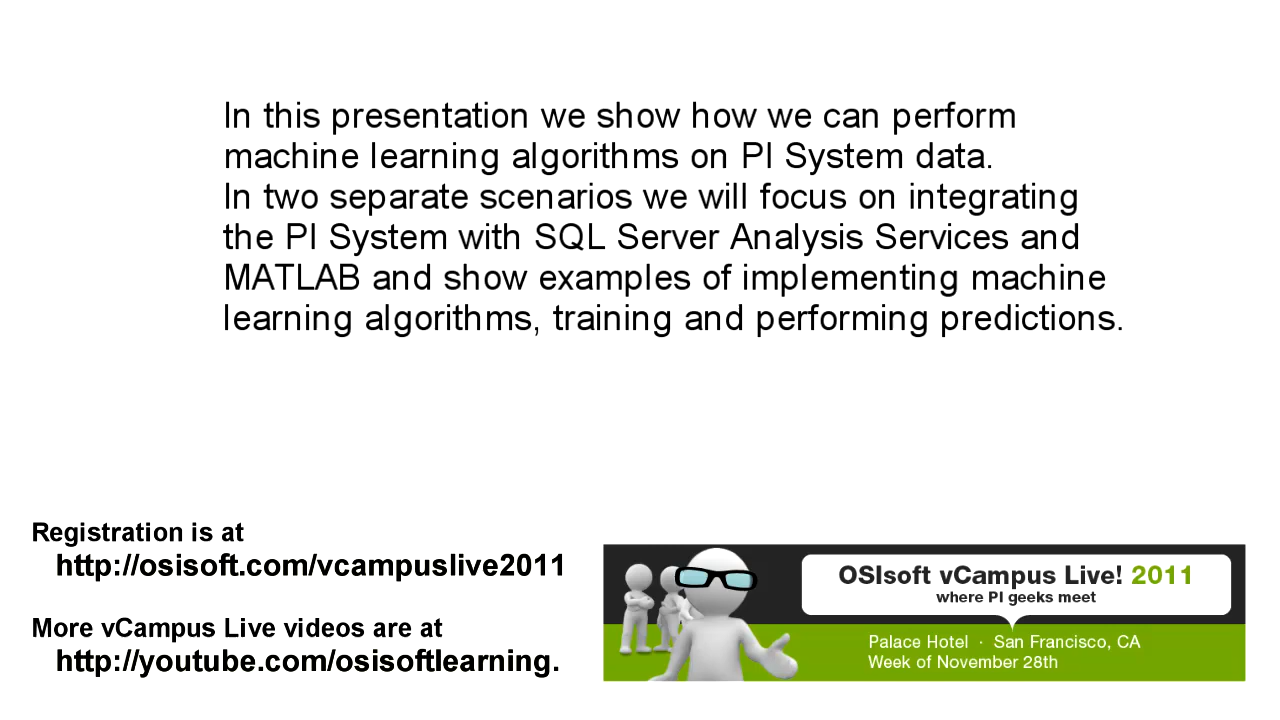 In this presentation we show how we can perform
machine learning algorithms on PI System data.
In two separate scenarios we will focus on integrating
the PI System with SQL Server Analysis Services and
MATLAB and show examples of implementing machine
learning algorithms, training and performing predictions.
Registration is at
http://osisoft.com/vcampuslive2011
More vCampus Live videos are at
http://youtube.com/osisoftlearning.
OSIsoft vCampus Live! 2011
where PI geeks meet
Palace Hotel · San Francisco, CA
Week of November 28th